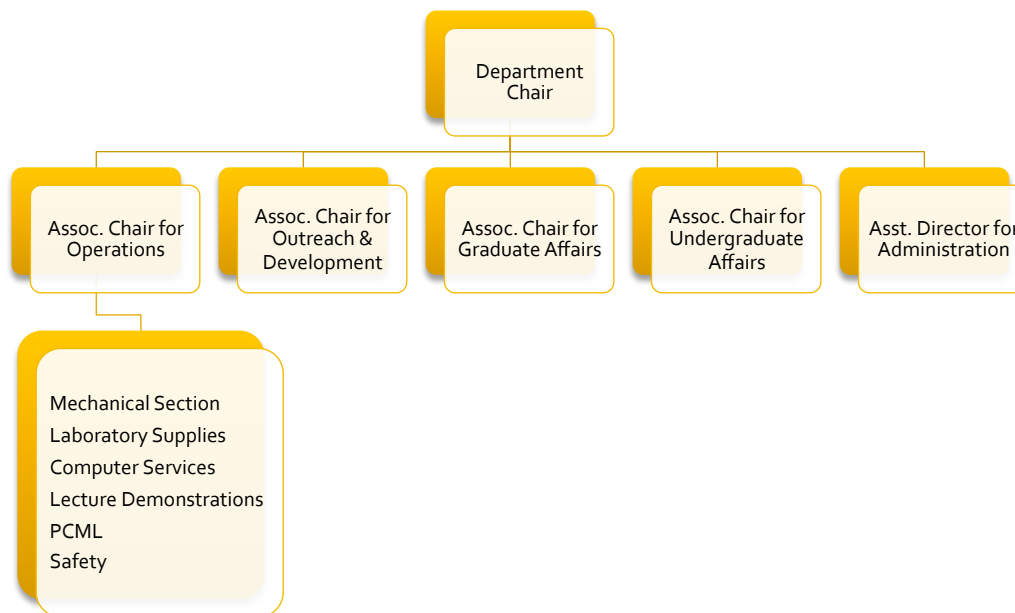 Department
Chair
Assoc. Chair for
Operations
Assoc. Chair for
Outreach &
Development
Assoc. Chair for
Graduate Affairs
Assoc. Chair for
Undergraduate
Affairs
Asst. Director for
Administration
Mechanical Section
Laboratory Supplies
Computer Services
Lecture Demonstrations
PCML
Safety